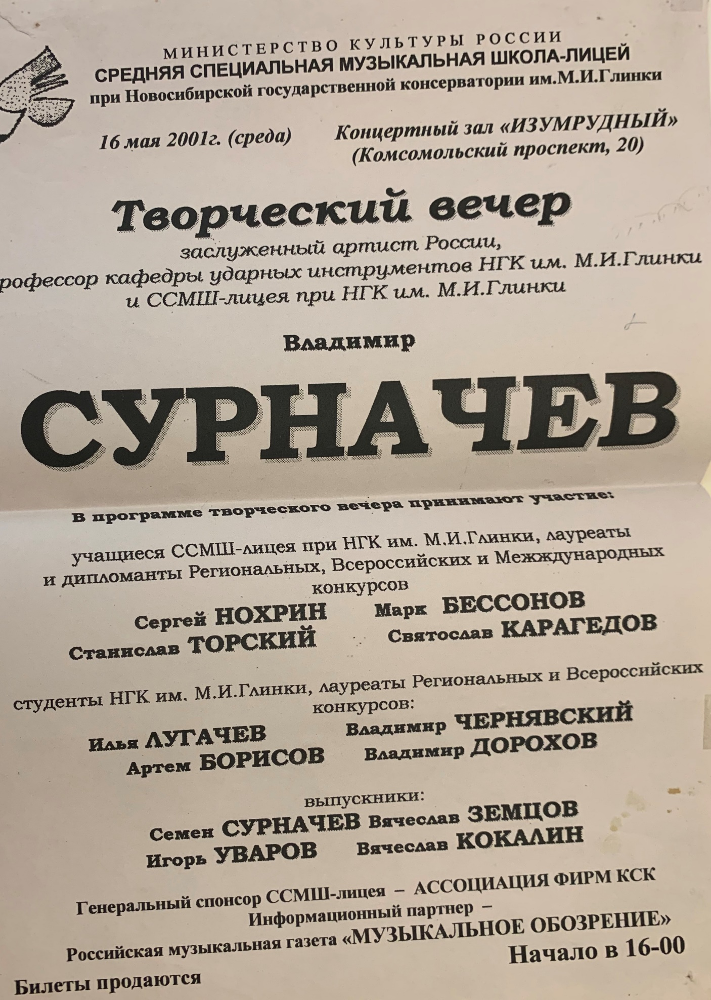 МИНИСТЕРСТВО КУЛЬТУРЫ РОССИИ
СРЕДНЯЯ СПЕЦИАЛЬНАЯ МУЗЫКАЛЬНАЯ ШКОЛА-ЛИЦЕЙ
при Новосибирской государственной консерватории им.М.И.Глинки
16 мая 2001г. (среда) Концертный зал «ИЗУМРУДНЫЙ»
(Комсомольский проспект, 20)
Творческий вечер
заслуженный артист России,
рофессор кафедры ударных инструментов НГК им. М.И.Глинки
и ССМШ-лицея при НГК им. М.И.Глинки
Владимир
СУРНАЧЕВ
В программе творческого вечера принимают участие:
учащиеся ССМШ-лицея при НГК им. М.И.Глинки, лауреаты
и дипломанты Региональных, Всероссийских и Межждународных
конкурсов
Сергей НОХРИН Марк БЕССОНОВ
Станислав ТОРСКИЙ Святослав КАРАГЕДОВ
студенты НГК им. М.И.Глинки, лауреаты Региональных и Всероссийских
конкурсов:
Илья ЛУГАЧЕВ Владимир ЧЕРНЯВСКИЙ
Артем БОРИСОВ Владимир ДОРОХОВ
выпускники:
Семен СУРНАЧЕВ Вячеслав ЗЕМЦОВ
Игорь УВАРОВ Вячеслав КОКАЛИН
Генеральный спонсор ССМШ-лицея – АССОЦИАЦИЯ ФИРМ КСК
Информационный партнер –
Российская музыкальная газета «МУЗЫКАЛЬНОЕ ОБОЗРЕНИЕ»
Начало в 16-00
Билеты продаются